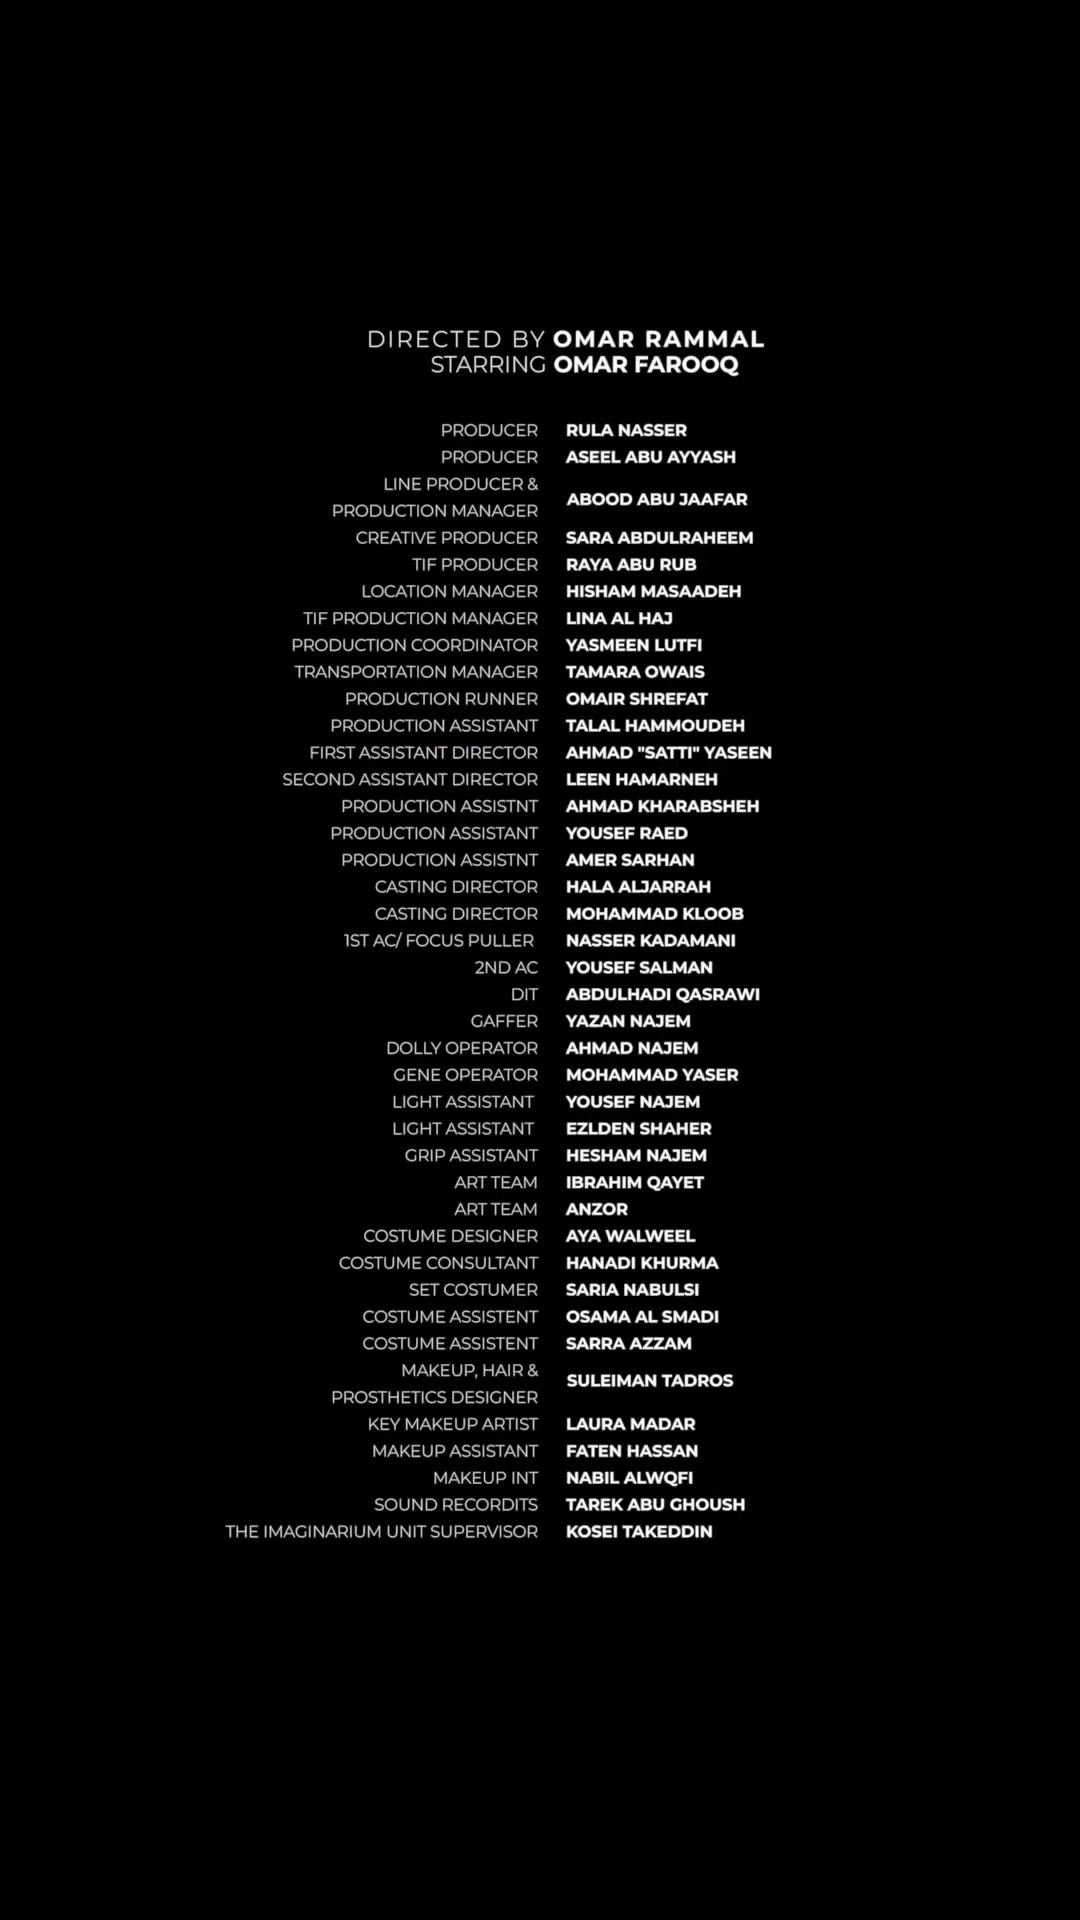 DIRECTED BY OMAR RAMMAL
STARRING OMAR FAROOQ
PRODUCER RULA NASSER
PRODUCER ASEEL ABU AYYASH
LINE PRODUCER &
PRODUCTION MANAGER ABOOD ABU JAAFAR
CREATIVE PRODUCER SARA ABDULRAHEEM
TIF PRODUCER RAYA ABU RUB
LOCATION MANAGER HISHAM MASAADEH
TIF PRODUCTION MANAGER LINA AL HAJ
PRODUCTION COORDINATOR YASMEEN LUTFI
TRANSPORTATION MANAGER TAMARA OWAIS
PRODUCTION RUNNER OMAIR SHREFAT
PRODUCTION ASSISTANT TALAL HAMMOUDEH
FIRST ASSISTANT DIRECTOR AHMAD "SATTI" YASEEN
SECOND ASSISTANT DIRECTOR LEEN HAMARNEH
PRODUCTION ASSISTNT AHMAD KHARABSHEH
PRODUCTION ASSISTANT YOUSEF RAED
PRODUCTION ASSISTNT AMER SARHAN
CASTING DIRECTOR HALA ALJARRAH
CASTING DIRECTOR MOHAMMAD KLOOB
1ST AC/ FOCUS PULLER NASSER KADAMANI
2ND AC YOUSEF SALMAN
DIT ABDULHADI QASRAWI
GAFFER YAZAN NAJEM
DOLLY OPERATOR AHMAD NAJEM
GENE OPERATOR MOHAMMAD YASER
LIGHT ASSISTANT YOUSEF NAJEM
LIGHT ASSISTANT EZLDEN SHAHER
GRIP ASSISTANT HESHAM NAJEM
ART TEAM IBRAHIM QAYET
ART TEAM ANZOR
COSTUME DESIGNER AYA WALWEEL
COSTUME CONSULTANT HANADI KHURMA
SET COSTUMER SARIA NABULSI
COSTUME ASSISTENT OSAMA AL SMADI
COSTUME ASSISTENT SARRA AZZAM
MAKEUP, HAIR &
PROSTHETICS DESIGNER SULEIMAN TADROS
KEY MAKEUP ARTIST LAURA MADAR
MAKEUP ASSISTANT FATEN HASSAN
MAKEUP INT NABIL ALWQFI
SOUND RECORDITS TAREK ABU GHOUSH
THE IMAGINARIUM UNIT SUPERVISOR KOSEI TAKEDDIN